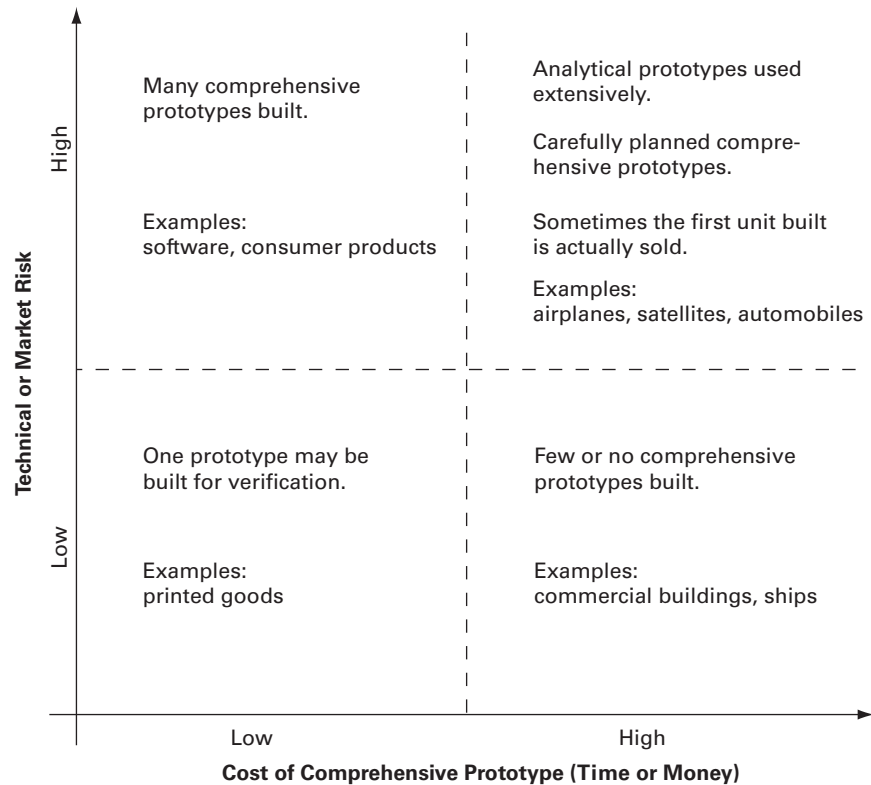 Many comprehensive
prototypes built.
Examples:
software, consumer products
Analytical prototypes used
extensively.
Carefully planned compre-
hensive prototypes.
Sometimes the first unit built
is actually sold.
Examples:
airplanes, satellites, automobiles
High
Technical or Market Risk
Low
One prototype may be
built for verification.
Examples:
printed goods
Few or no comprehensive
prototypes built.
Examples:
commercial buildings, ships
Low
High
Cost of Comprehensive Prototype (Time or Money)